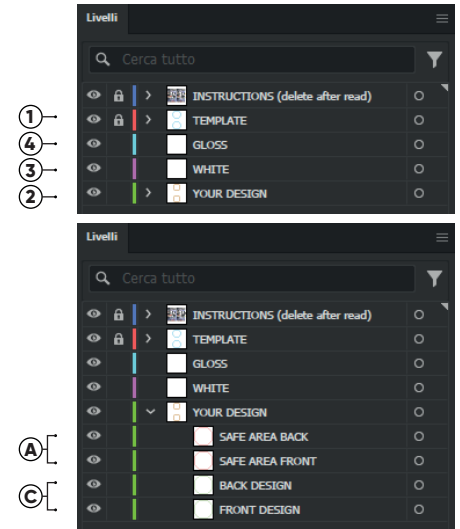 Livelli
Cerca tutto
INSTRUCTIONS (delete after read)
1 TEMPLATE
4 GLOSS
3 WHITE
2 YOUR DESIGN
Livelli
Cerca tutto
INSTRUCTIONS (delete after read)
TEMPLATE
GLOSS
WHITE
YOUR DESIGN
A
SAFE AREA BACK
SAFE AREA FRONT
C
BACK DESIGN
FRONT DESIGN